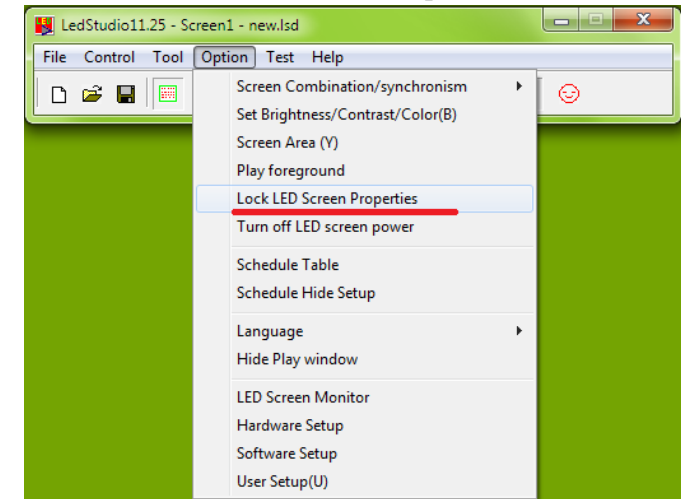 LedStudio11.25 - Screen1 - new.lsd
File Control Tool Option Test Help
Screen Combination/synchronism
Set Brightness/Contrast/Color(B)
Screen Area (Y)
Play foreground
Lock LED Screen Properties
Turn off LED screen power
Schedule Table
Schedule Hide Setup
Language
Hide Play window
LED Screen Monitor
Hardware Setup
Software Setup
User Setup(U)